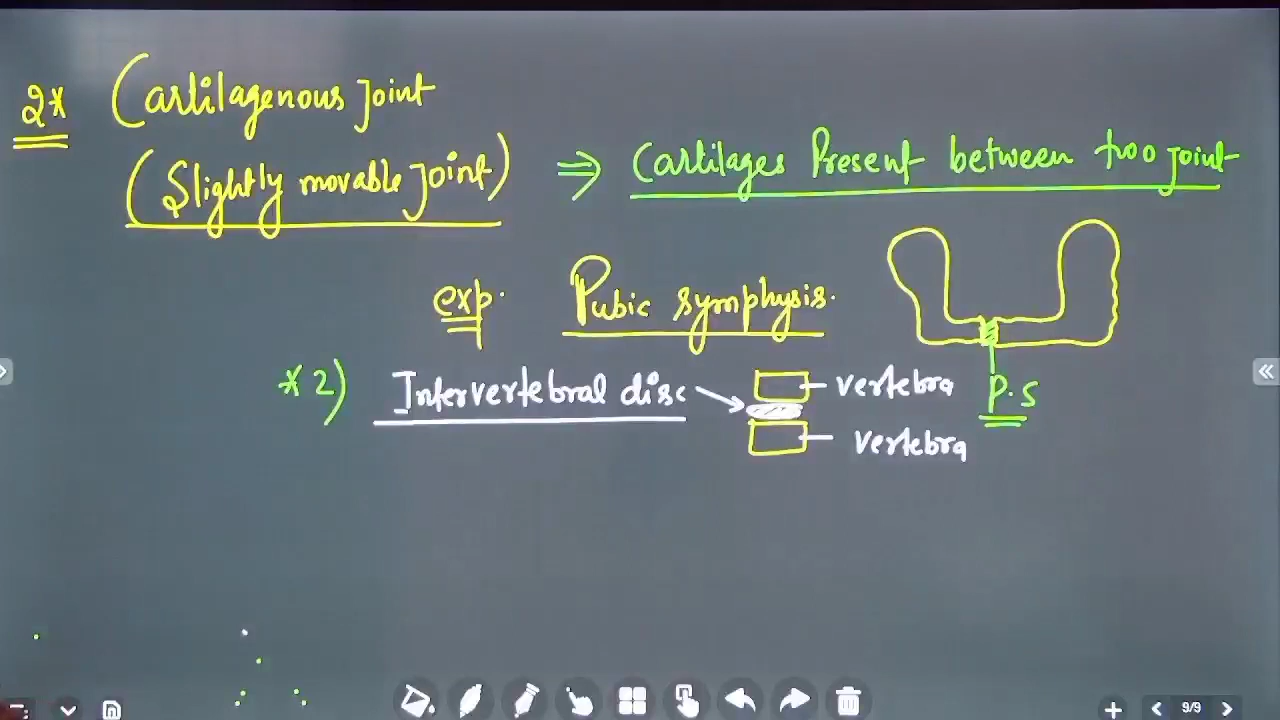 2* Cartilagenous joint
(Slightly movable joint) ⇒ Cartilages Present between two joint
exp. Pubic symphysis.
* 2) Intervertebral disc → vertebra
P.S
vertebra
9/9